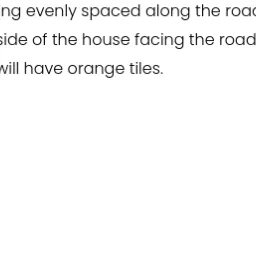 ng evenly spaced along the road
side of the house facing the road
will have orange tiles.